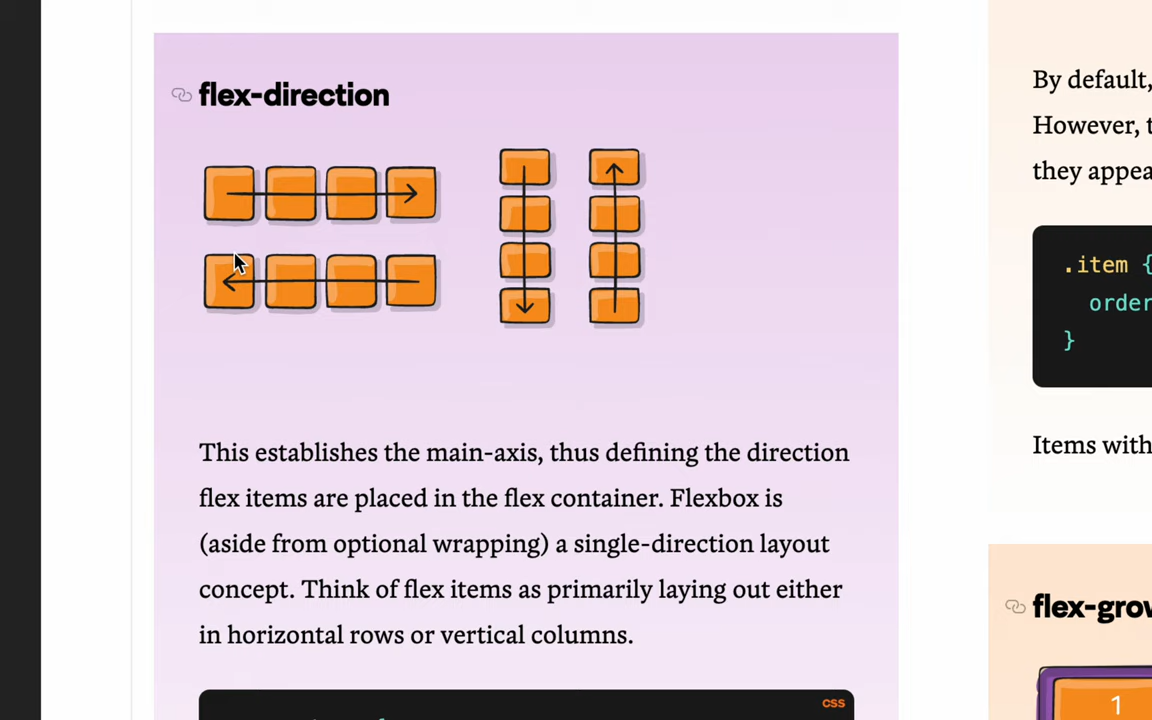 flex-direction
This establishes the main-axis, thus defining the direction
flex items are placed in the flex container. Flexbox is
(aside from optional wrapping) a single-direction layout
concept. Think of flex items as primarily laying out either
in horizontal rows or vertical columns.
CSS
By default,
However, t
they appea
.item {
order
}
Items with
flex-grow
1